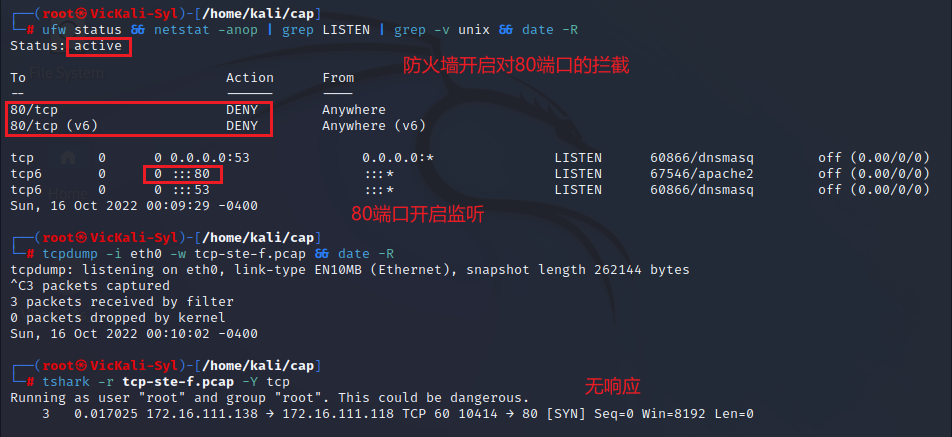 ┌──(root㉿VicKali-Syl)-[/home/kali/cap]
└─# ufw status && netstat -anop | grep LISTEN | grep -v unix && date -R
Status: active
防火墙开启对80端口的拦截
To Action From
-- ------ ----
80/tcp DENY Anywhere
80/tcp (v6) DENY Anywhere (v6)
tcp 0 0 0.0.0.0:53 0.0.0.0:* LISTEN 60866/dnsmasq off (0.00/0/0)
tcp6 0 0 :::80 :::* LISTEN 67546/apache2 off (0.00/0/0)
tcp6 0 0 :::53 :::* LISTEN 60866/dnsmasq off (0.00/0/0)
Sun, 16 Oct 2022 00:09:29 -0400
80端口开启监听
┌──(root㉿VicKali-Syl)-[/home/kali/cap]
└─# tcpdump -i eth0 -w tcp-ste-f.pcap && date -R
tcpdump: listening on eth0, link-type EN10MB (Ethernet), snapshot length 262144 bytes
^C3 packets captured
3 packets received by filter
0 packets dropped by kernel
Sun, 16 Oct 2022 00:10:02 -0400
┌──(root㉿VicKali-Syl)-[/home/kali/cap]
└─# tshark -r tcp-ste-f.pcap -Y tcp
无响应
Running as user "root" and group "root". This could be dangerous.
3 0.017025 172.16.111.138 → 172.16.111.118 TCP 60 10414 → 80 [SYN] Seq=0 Win=8192 Len=0
File System
Home